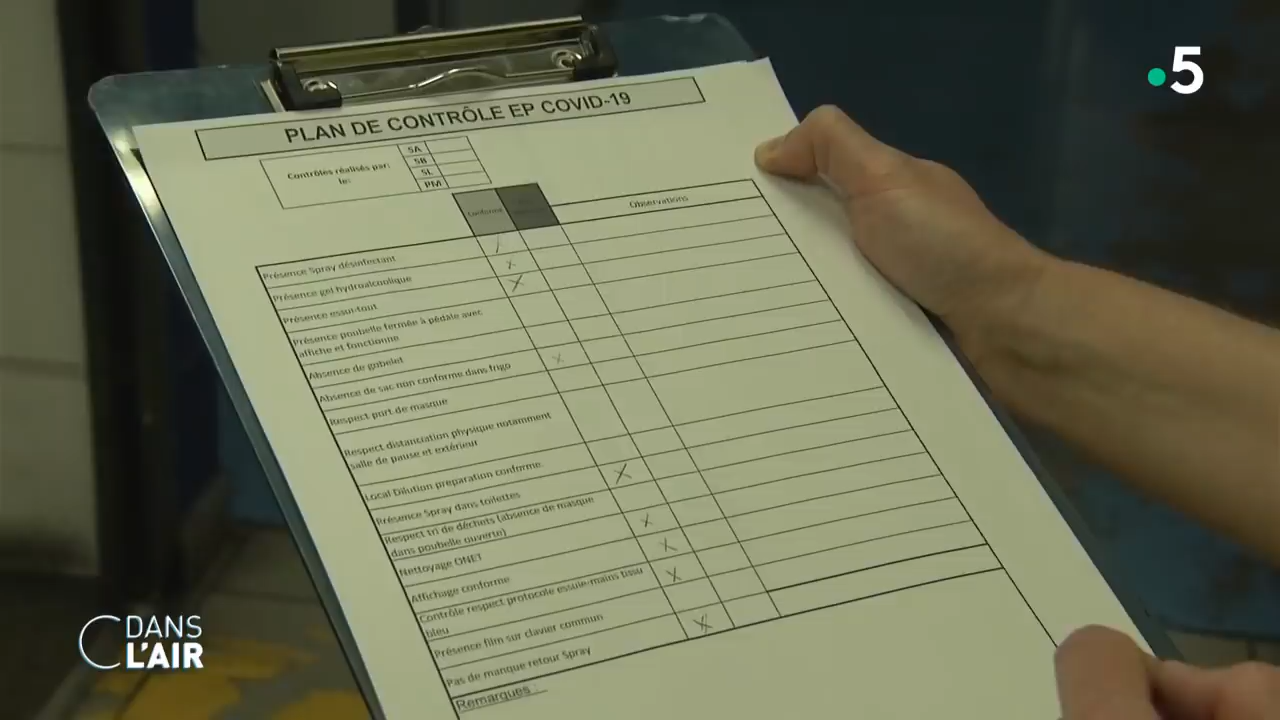 5
PLAN DE CONTRÔLE EP COVID-19
Contrôles réalisés par:
le:
SA
SB
SL
PM
Conforme
Observations
Présence Spray désinfectant
Présence gel hydroalcoolique
Présence essui-tout
Présence poubelle fermée à pédale avec
affiche et fonctionne
Absence de gobelet
Absence de sac non conforme dans frigo
Respect port de masque
Respect distanciation physique notamment
salle de pause et extérieur
Local Dilution preparation conforme
Présence Spray dans toilettes
Respect tri de déchets (absence de masque
dans poubelle ouverte)
Nettoyage ONET
Affichage conforme
Contrôle respect protocole essuie-mains tissu
bleu
Présence film sur clavier commun
Pas de manque retour Spray
Remarques :
C DANS
L'AIR